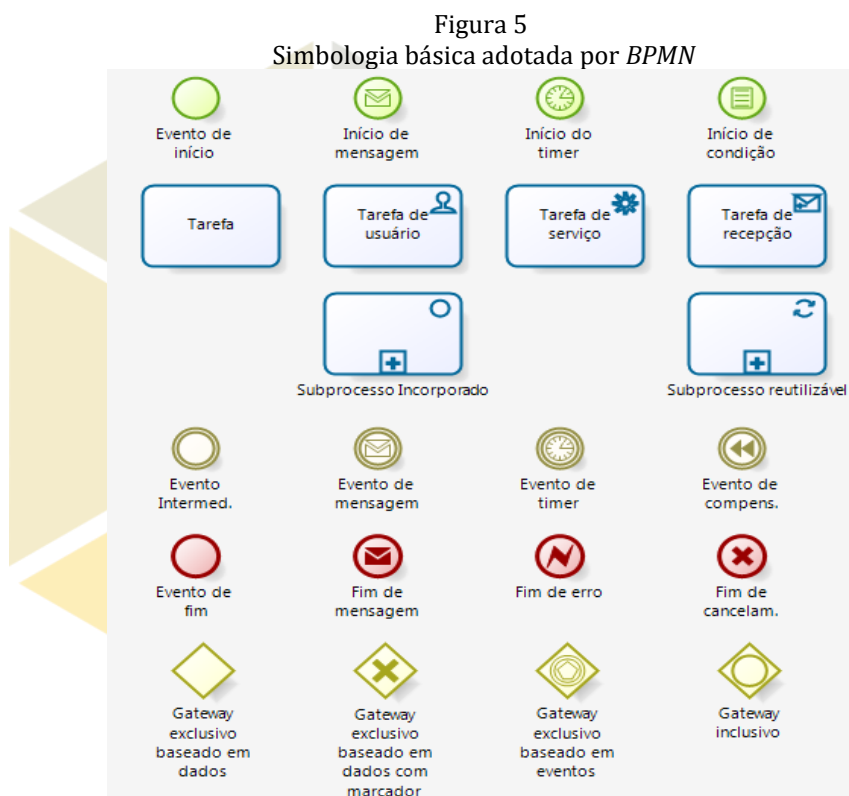 Figura 5
Simbologia básica adotada por BPMN
Evento de
início
Início de
mensagem
Início do
timer
Início de
condição
Tarefa
Tarefa de
usuário
Tarefa de
serviço
Tarefa de
recepção
Subprocesso Incorporado
Subprocesso reutilizável
Evento
Intermed.
Evento de
mensagem
Evento de
timer
Evento de
compens.
Evento de
fim
Fim de
mensagem
Fim de erro
Fim de
cancelam.
Gateway
exclusivo
baseado em
dados
Gateway
exclusivo
baseado em
dados com
marcador
Gateway
exclusivo
baseado em
eventos
Gateway
inclusivo